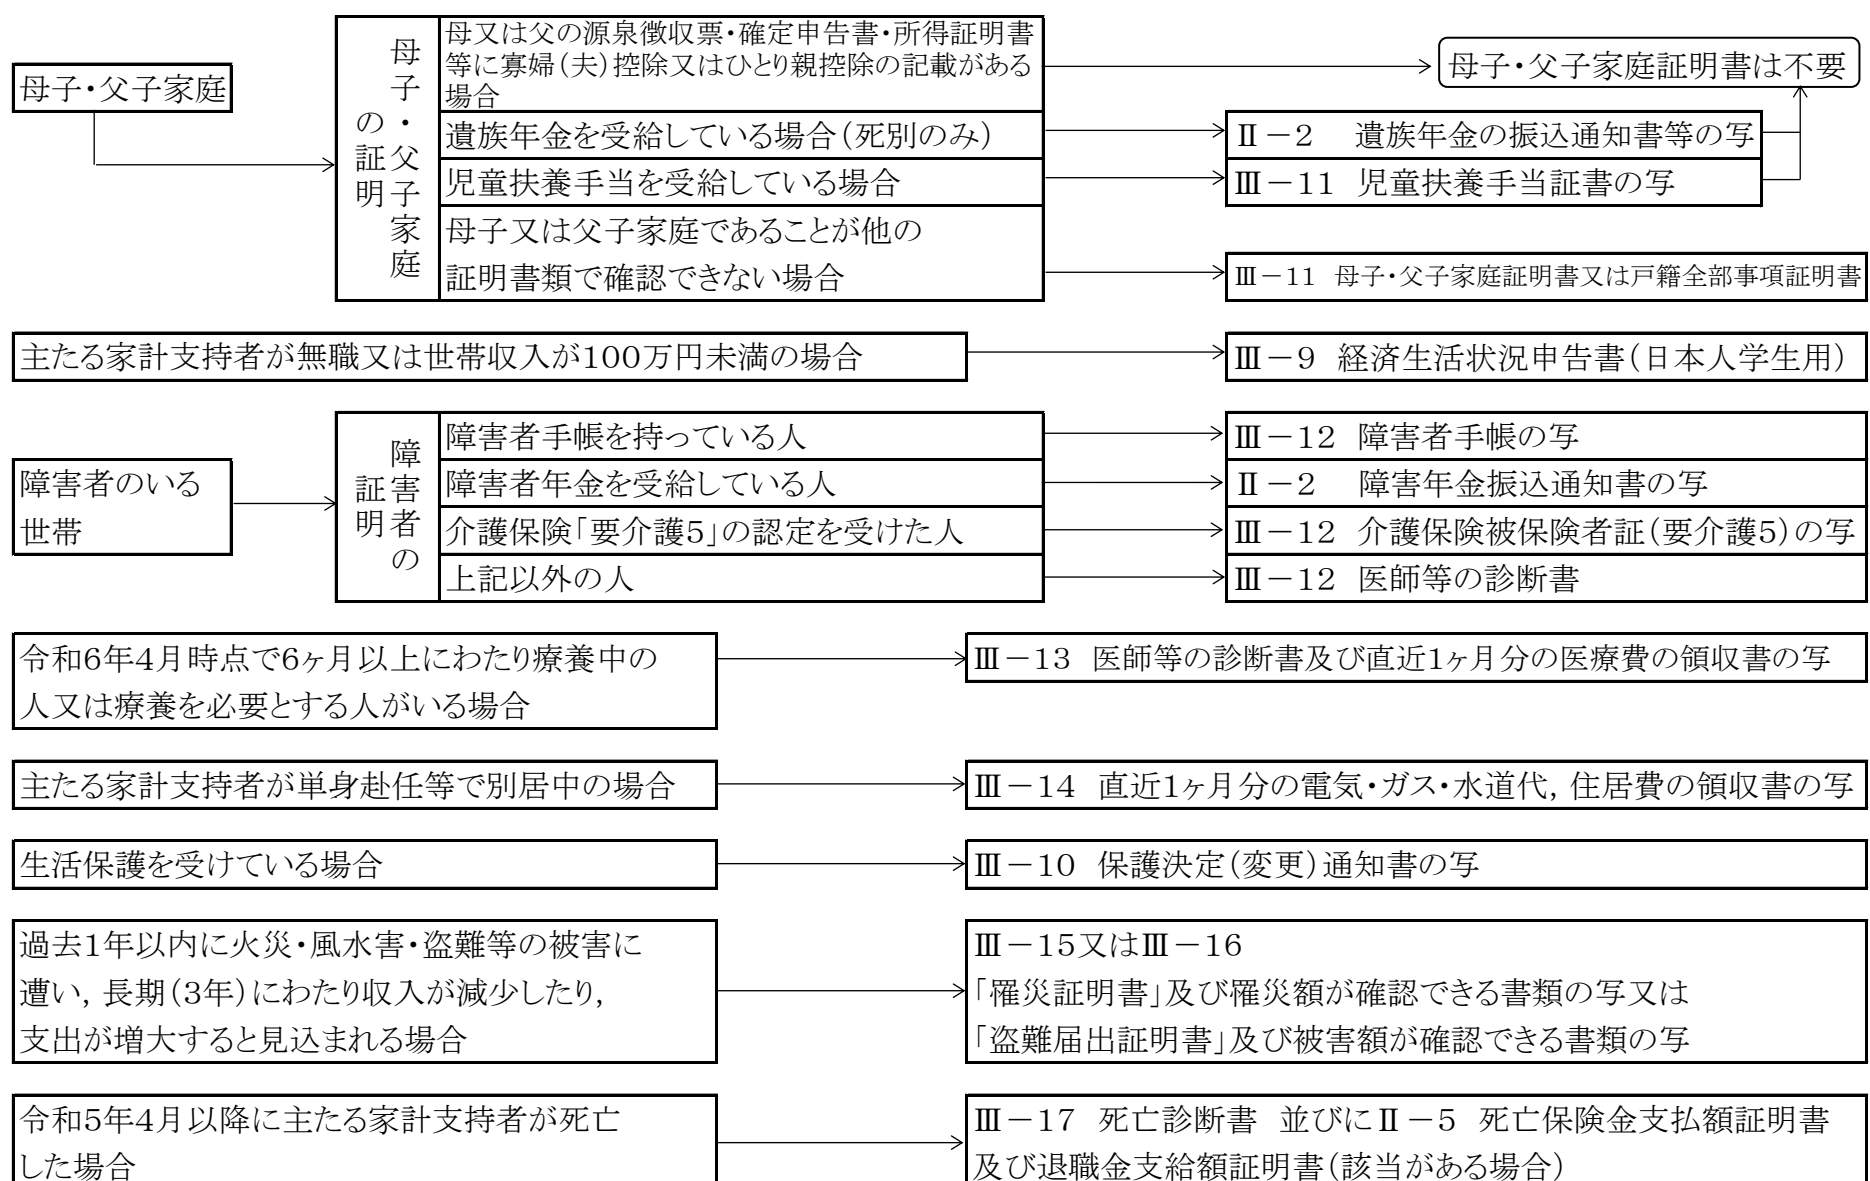 母子・父子家庭
母子・父子家庭
の証明
母又は父の源泉徴収票・確定申告書・所得証明書
等に寡婦（夫）控除又はひとり親控除の記載がある
場合
母子・父子家庭証明書は不要
遺族年金を受給している場合（死別のみ）
Ⅱ－2　遺族年金の振込通知書等の写
児童扶養手当を受給している場合
Ⅲ－11　児童扶養手当証書の写
母子又は父子家庭であることが他の
証明書類で確認できない場合
Ⅲ－11　母子・父子家庭証明書又は戸籍全部事項証明書
主たる家計支持者が無職又は世帯収入が100万円未満の場合
Ⅲ－9　経済生活状況申告書（日本人学生用）
障害者のいる
世帯
障害者の
証明
障害者手帳を持っている人
Ⅲ－12　障害者手帳の写
障害者年金を受給している人
Ⅱ－2　障害年金振込通知書の写
介護保険「要介護5」の認定を受けた人
Ⅲ－12　介護保険被保険者証（要介護5）の写
上記以外の人
Ⅲ－12　医師等の診断書
令和6年4月時点で6ヶ月以上にわたり療養中の
人又は療養を必要とする人がいる場合
Ⅲ－13　医師等の診断書及び直近1ヶ月分の医療費の領収書の写
主たる家計支持者が単身赴任等で別居中の場合
Ⅲ－14　直近1ヶ月分の電気・ガス・水道代，住居費の領収書の写
生活保護を受けている場合
Ⅲ－10　保護決定（変更）通知書の写
過去1年以内に火災・風水害・盗難等の被害に
遭い，長期（3年）にわたり収入が減少したり，
支出が増大すると見込まれる場合
Ⅲ－15又はⅢ－16
「罹災証明書」及び罹災額が確認できる書類の写又は
「盗難届出証明書」及び被害額が確認できる書類の写
令和5年4月以降に主たる家計支持者が死亡
した場合
Ⅲ－17　死亡診断書　並びにⅡ－5　死亡保険金支払額証明書
及び退職金支給額証明書（該当がある場合）